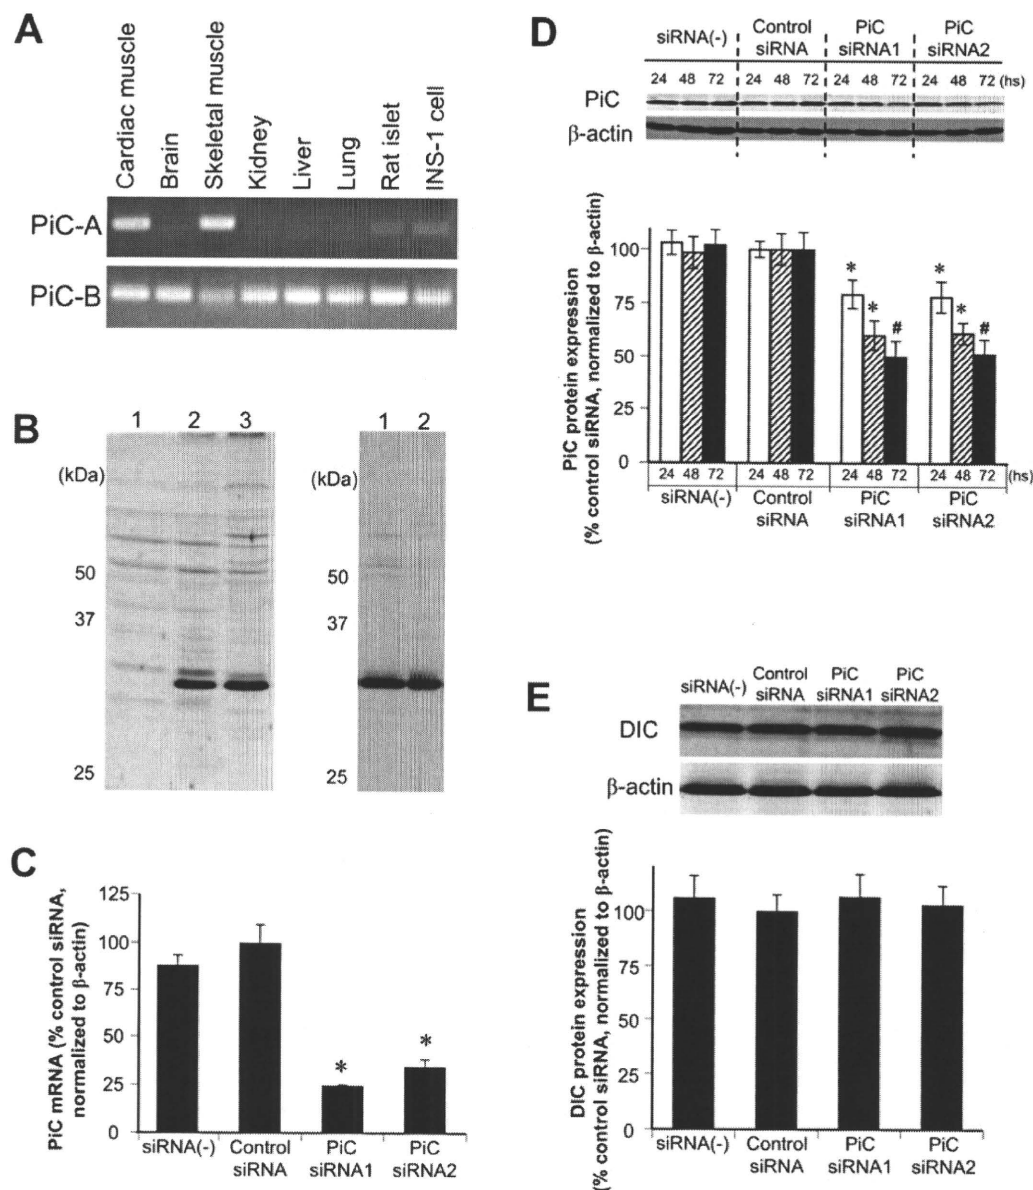 A
Cardiac muscle
Brain
Skeletal muscle
Kidney
Liver
Lung
Rat islet
INS-1 cell
PiC-A
PiC-B
B
1 2 3
(kDa)
50
37
25
1 2
(kDa)
50
37
25
C
PiC mRNA (% control siRNA,
normalized to β-actin)
125
100
75
50
25
0
* *
siRNA(-)
Control
siRNA
PiC
siRNA1
PiC
siRNA2
D
siRNA(-)
Control
siRNA
PiC
siRNA1
PiC
siRNA2
24 48 72 24 48 72 24 48 72 24 48 72 (hs)
PiC
β-actin
PiC protein expression
(% control siRNA, normalized to β-actin)
100
75
50
25
0
* * # * * #
24 48 72 24 48 72 24 48 72 24 48 72 (hs)
siRNA(-)
Control
siRNA
PiC
siRNA1
PiC
siRNA2
E
siRNA(-)
Control
siRNA
PiC
siRNA1
PiC
siRNA2
DIC
β-actin
DIC protein expression
(% control siRNA, normalized to β-actin)
100
75
50
25
0
siRNA(-)
Control
siRNA
PiC
siRNA1
PiC
siRNA2